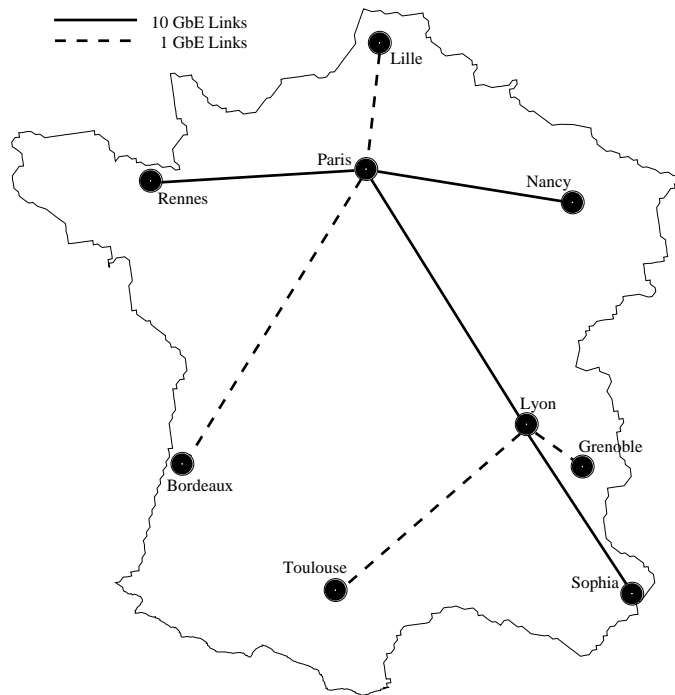 10 GbE Links
1 GbE Links
Lille
Paris
Nancy
Rennes
Lyon
Grenoble
Bordeaux
Toulouse
Sophia